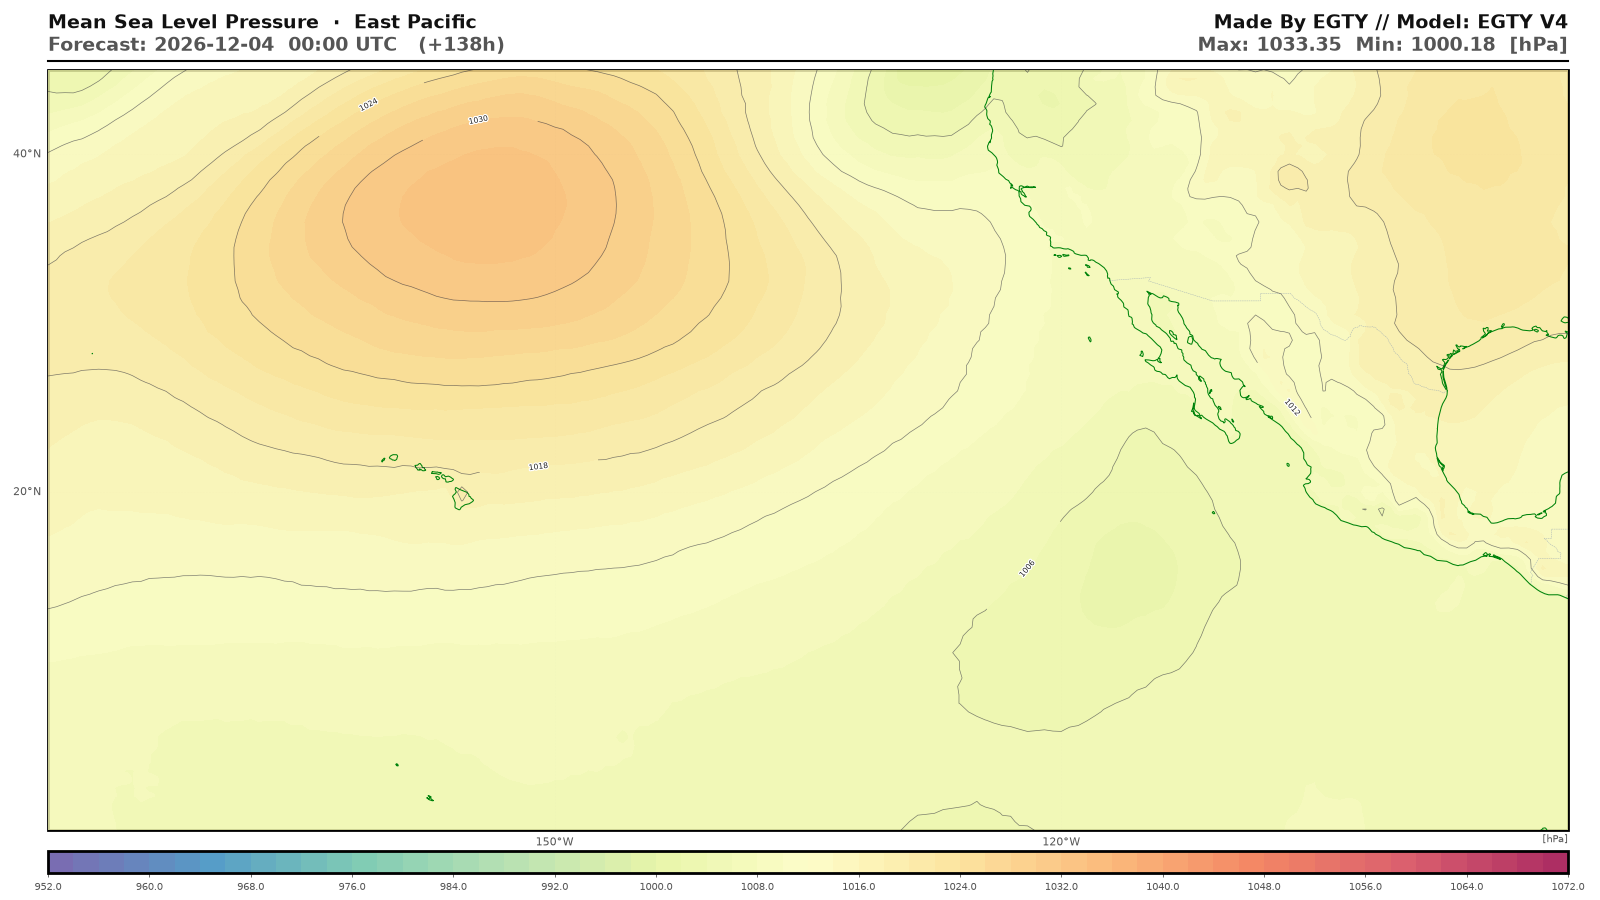 Mean Sea Level Pressure · East Pacific
Made By EGTY // Model: EGTY V4
Forecast: 2026-12-04 00:00 UTC (+138h)
Max: 1033.35 Min: 1000.18 [hPa]
1024
1030
40°N
1012
1018
20°N
1006
150°W
120°W
[hPa]
952.0
960.0
968.0
976.0
984.0
992.0
1000.0
1008.0
1016.0
1024.0
1032.0
1040.0
1048.0
1056.0
1064.0
1072.0